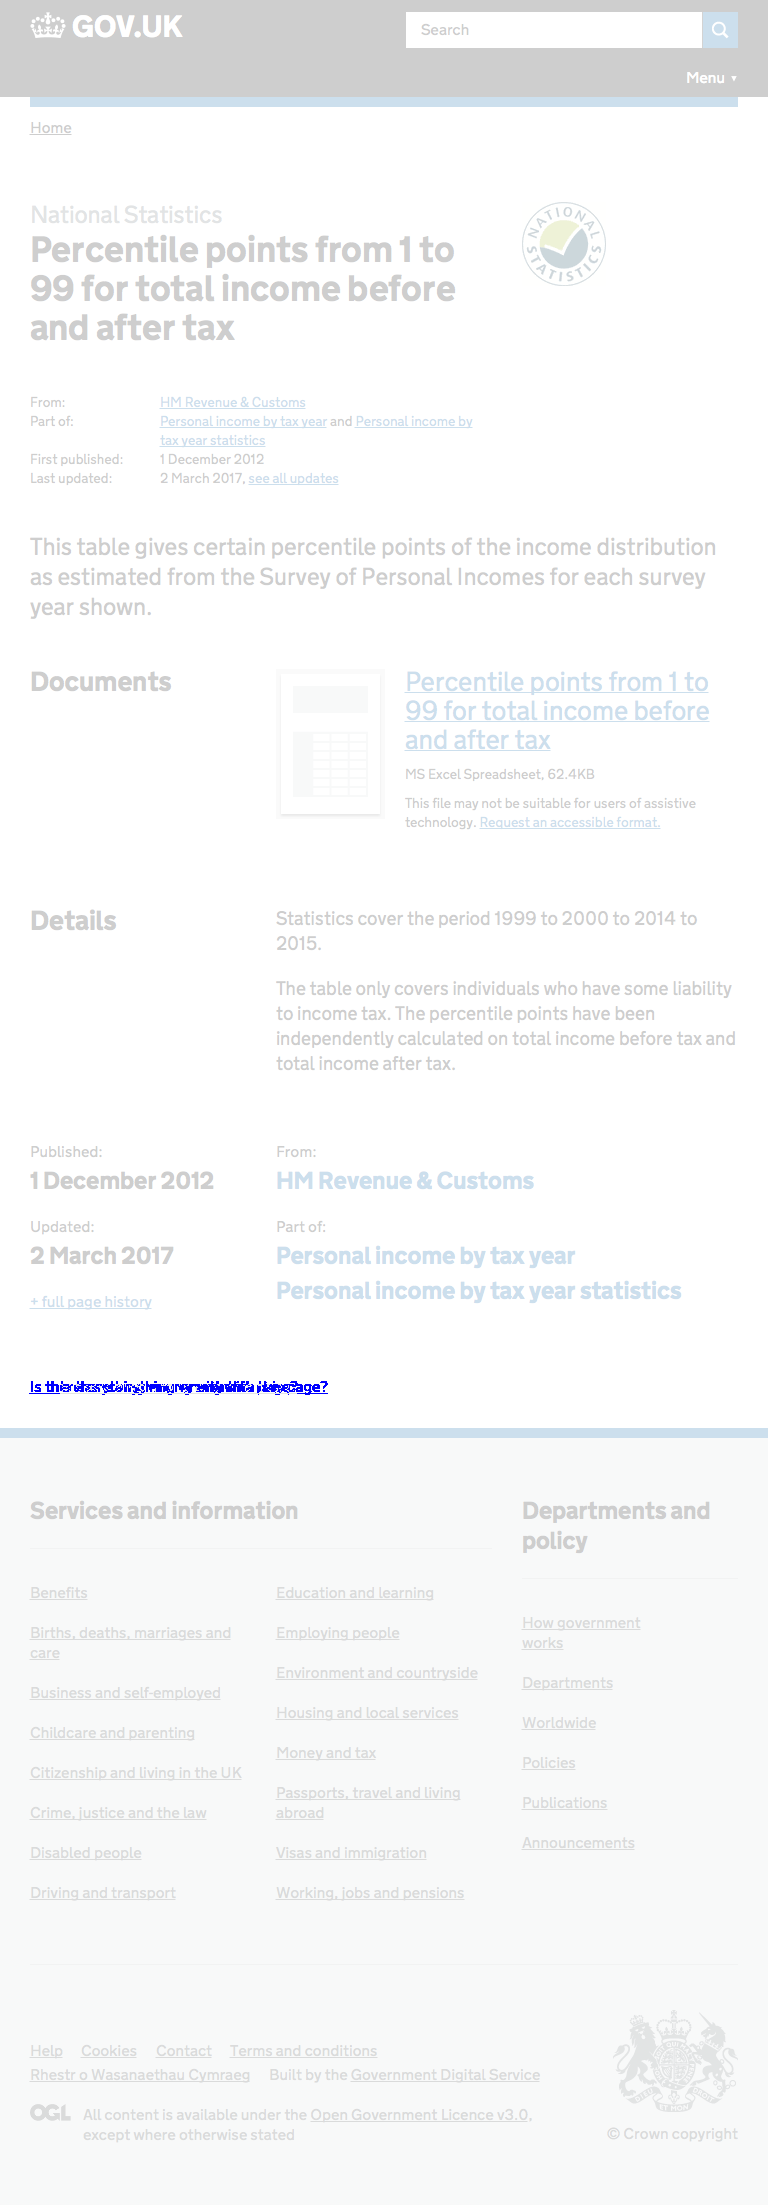 GOV.UK
Search
Menu ▼
Home
National Statistics
NATIONAL STATISTICS
Percentile points from 1 to
99 for total income before
and after tax
From: HM Revenue & Customs
Part of: Personal income by tax year and Personal income by
tax year statistics
First published: 1 December 2012
Last updated: 2 March 2017, see all updates
This table gives certain percentile points of the income distribution
as estimated from the Survey of Personal Incomes for each survey
year shown.
Documents
Percentile points from 1 to
99 for total income before
and after tax
MS Excel Spreadsheet, 62.4KB
This file may not be suitable for users of assistive
technology. Request an accessible format.
Details
Statistics cover the period 1999 to 2000 to 2014 to
2015.
The table only covers individuals who have some liability
to income tax. The percentile points have been
independently calculated on total income before tax and
total income after tax.
Published:
1 December 2012
Updated:
2 March 2017
+ full page history
From:
HM Revenue & Customs
Part of:
Personal income by tax year
Personal income by tax year statistics
Services and information
Benefits
Births, deaths, marriages and
care
Business and self-employed
Childcare and parenting
Citizenship and living in the UK
Crime, justice and the law
Disabled people
Driving and transport
Education and learning
Employing people
Environment and countryside
Housing and local services
Money and tax
Passports, travel and living
abroad
Visas and immigration
Working, jobs and pensions
Departments and
policy
How government
works
Departments
Worldwide
Policies
Publications
Announcements
Help Cookies Contact Terms and conditions
Rhestr o Wasanaethau Cymraeg Built by the Government Digital Service
OGL All content is available under the Open Government Licence v3.0,
except where otherwise stated
© Crown copyright